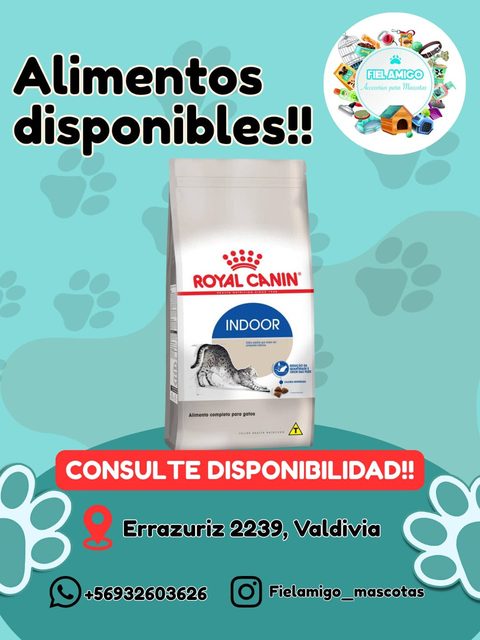 Alimentos
disponibles!!
FIEL AMIGO
Accesorios para Mascotas
ROYAL CANIN
INDOOR
Alimento completo para gatos
CONSULTE DISPONIBILIDAD!!
Errazuriz 2239, Valdivia
+56932603626
Fielamigo_mascotas